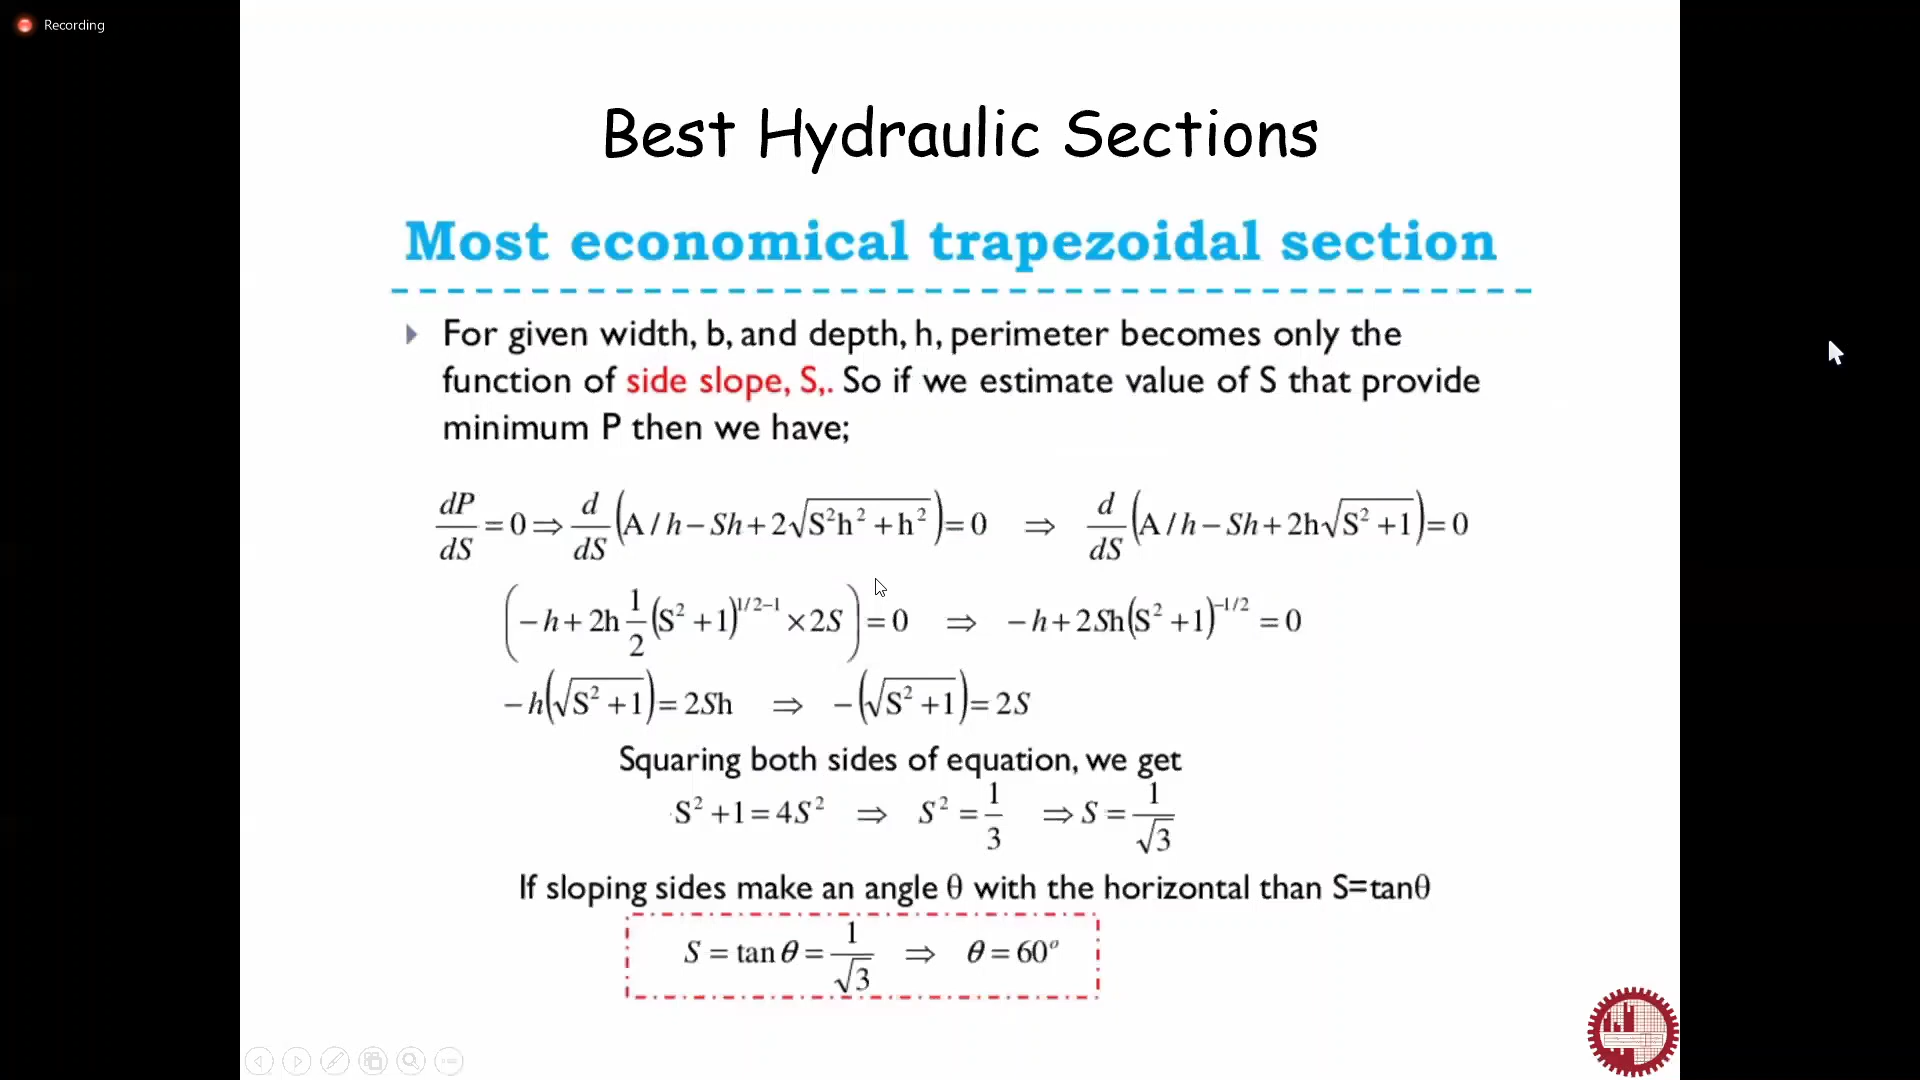 Recording
Best Hydraulic Sections
Most economical trapezoidal section
For given width, b, and depth, h, perimeter becomes only the
function of side slope, S,. So if we estimate value of S that provide
minimum P then we have;
dP/dS = 0 ⇒ d/dS (A / h − Sh + 2√(S²h² + h²)) = 0 ⇒ d/dS (A / h − Sh + 2h√(S² + 1)) = 0
(− h + 2h 1/2 (S² + 1)^(1/2−1) × 2S) = 0 ⇒ − h + 2Sh(S² + 1)^(−1/2) = 0
− h(√(S² + 1)) = 2Sh ⇒ −(√(S² + 1)) = 2S
Squaring both sides of equation, we get
S² + 1 = 4S² ⇒ S² = 1/3 ⇒ S = 1/√3
If sloping sides make an angle θ with the horizontal than S=tanθ
S = tan θ = 1/√3 ⇒ θ = 60°